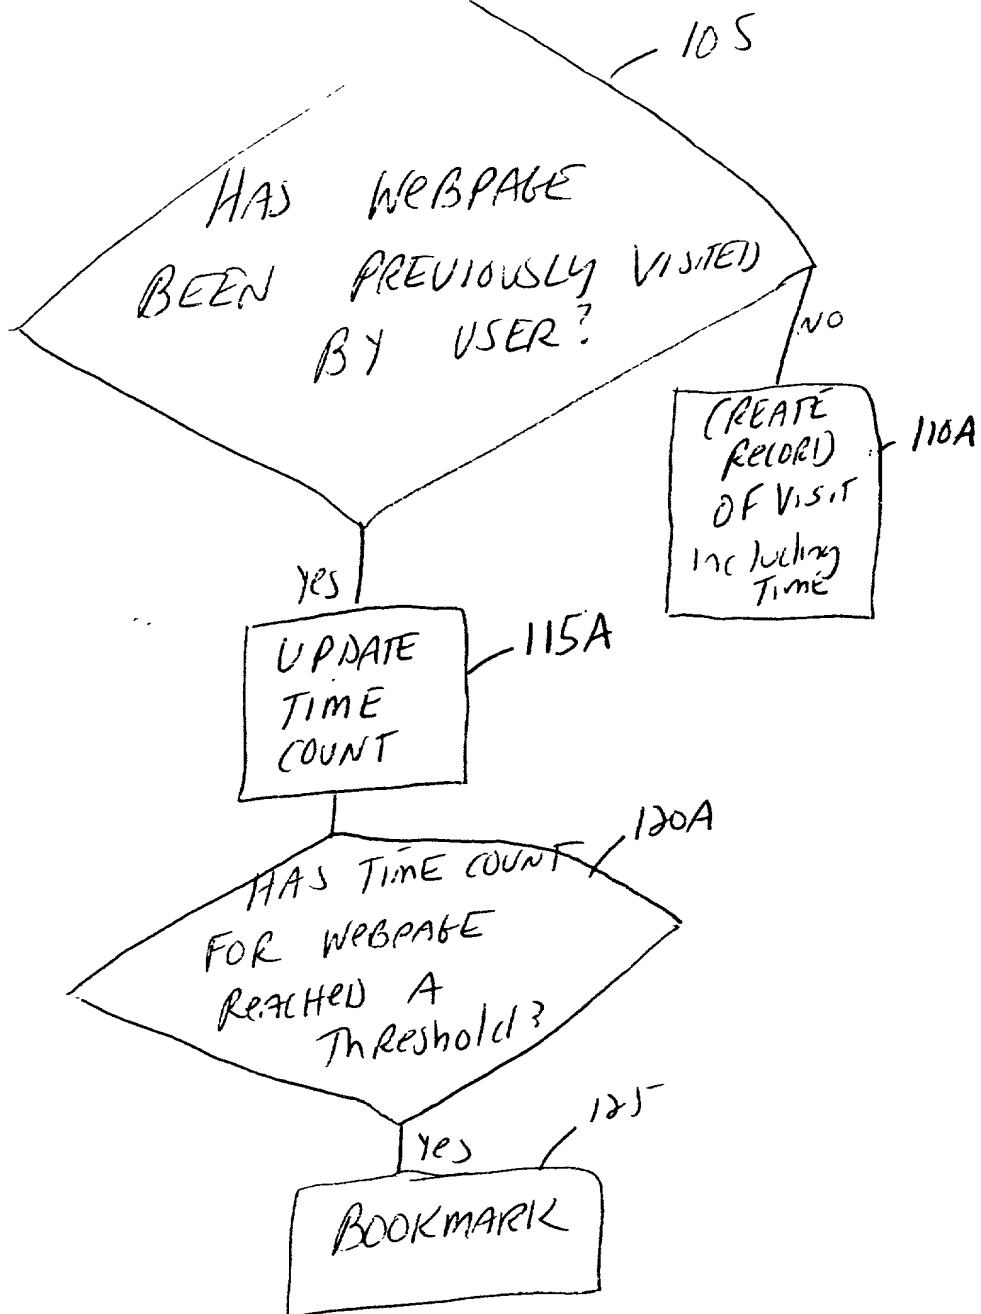 105
HAS WEBPAGE
BEEN PREVIOUSLY VISITED
BY USER?
NO
CREATE
RECORD
OF VISIT
Including
TIME
110A
Yes
UPDATE
TIME
COUNT
115A
120A
HAS TIME COUNT
FOR WEBPAGE
REACHED A
THReshold?
Yes
125
BOOKMARK